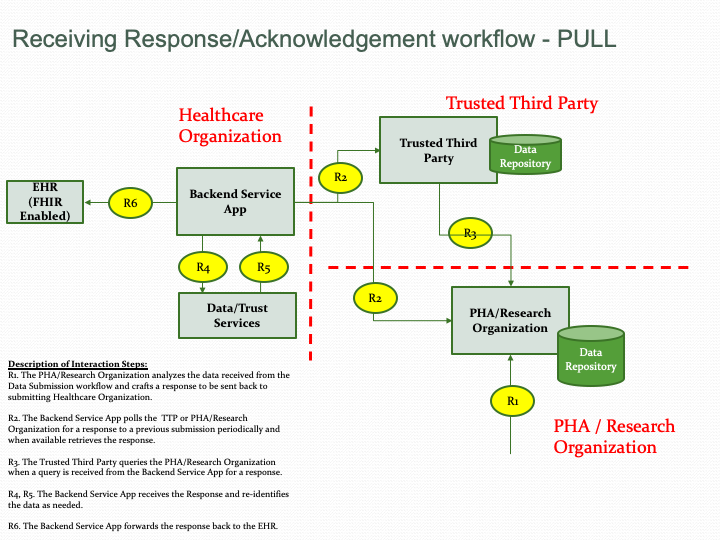 Receiving Response/Acknowledgement workflow - PULL
Healthcare
Organization
Trusted Third Party
Trusted Third
Party
Data
Repository
R2
EHR
(FHIR
Enabled)
R6
Backend Service
App
R3
R4
R5
R2
Data/Trust
Services
PHA/Research
Organization
Data
Repository
R1
PHA / Research
Organization
Description of Interaction Steps:
R1. The PHA/Research Organization analyzes the data received from the
Data Submission workflow and crafts a response to be sent back to
submitting Healthcare Organization.
R2. The Backend Service App polls the  TTP or PHA/Research
Organization for a response to a previous submission periodically and
when available retrieves the response.
R3. The Trusted Third Party queries the PHA/Research Organization
when a query is received from the Backend Service App for a response.
R4, R5. The Backend Service App receives the Response and re-identifies
the data as needed.
R6. The Backend Service App forwards the response back to the EHR.